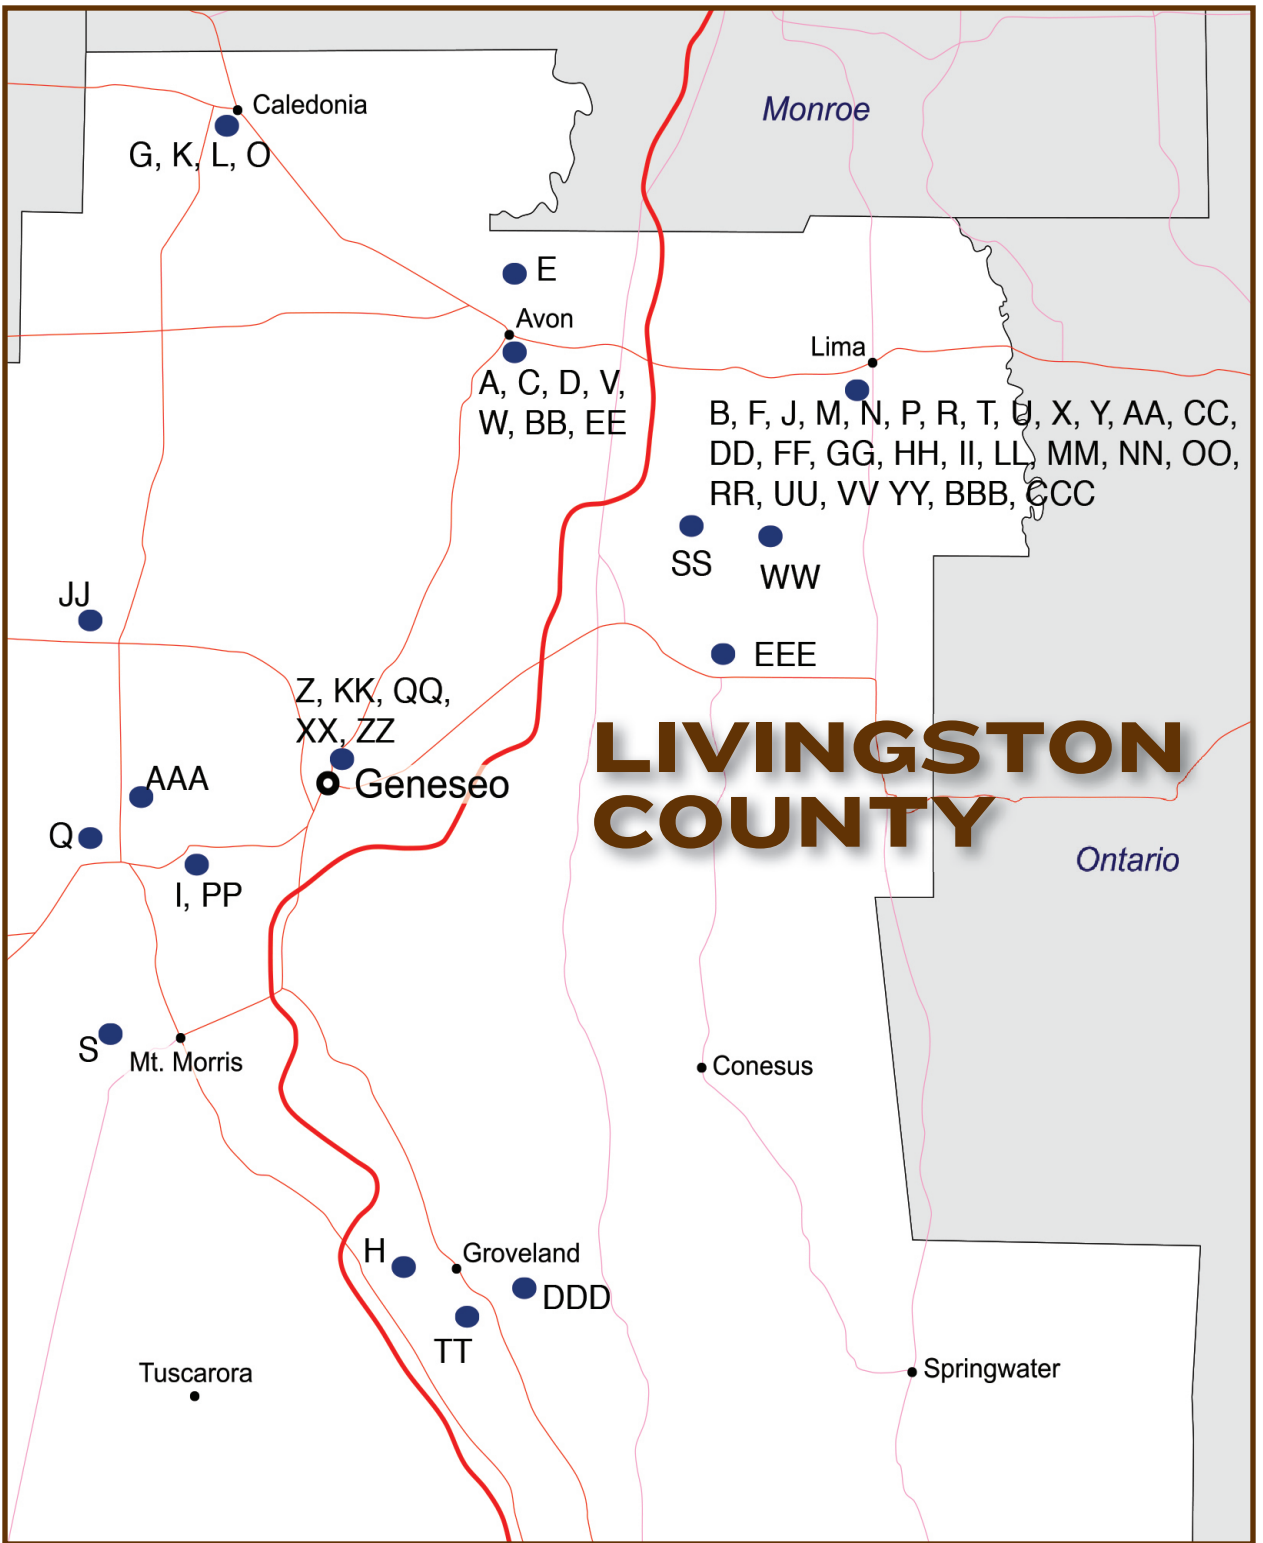 Caledonia
Monroe
G, K, L, O
E
Avon
Lima
A, C, D, V,
W, BB, EE
B, F, J, M, N, P, R, T, U, X, Y, AA, CC,
DD, FF, GG, HH, II, LL, MM, NN, OO,
RR, UU, VV YY, BBB, CCC
SS
WW
JJ
EEE
Z, KK, QQ,
XX, ZZ
LIVINGSTON
COUNTY
AAA
Geneseo
Q
Ontario
I, PP
S
Mt. Morris
Conesus
H
Groveland
DDD
TT
Tuscarora
Springwater